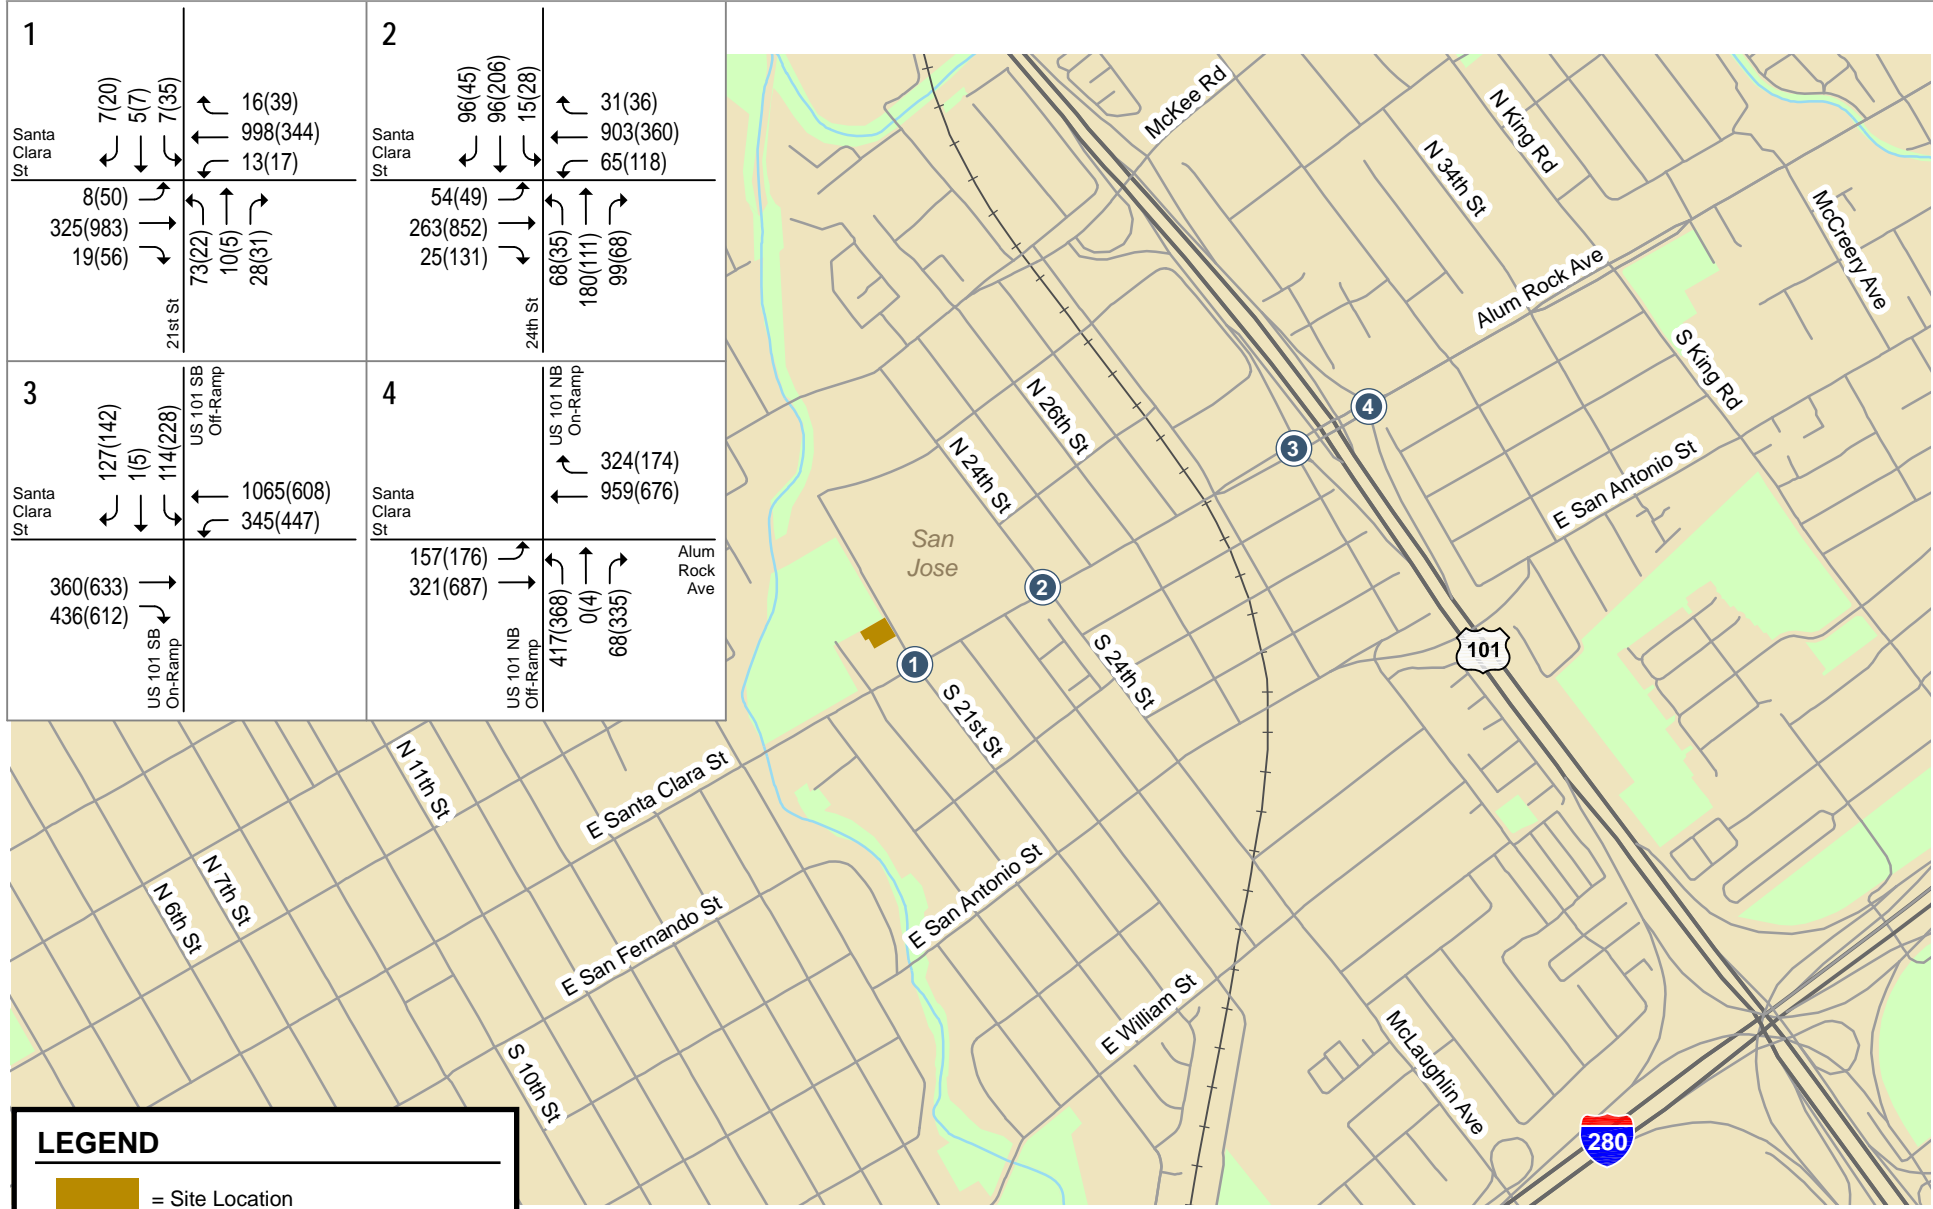 1
7(20)
5(7)
7(35)
16(39)
998(344)
13(17)
Santa
Clara
St
8(50)
325(983)
19(56)
73(22)
10(5)
28(31)
21st St
2
96(45)
96(206)
15(28)
31(36)
903(360)
65(118)
Santa
Clara
St
54(49)
263(852)
25(131)
68(35)
180(111)
99(68)
24th St
3
127(142)
1(5)
114(228)
US 101 SB
Off-Ramp
1065(608)
345(447)
Santa
Clara
St
360(633)
436(612)
US 101 SB
On-Ramp
4
US 101 NB
On-Ramp
324(174)
959(676)
Santa
Clara
St
157(176)
321(687)
417(368)
0(4)
68(335)
Alum
Rock
Ave
US 101 NB
Off-Ramp
McKee Rd
N King Rd
N 34th St
McCreery Ave
Alum Rock Ave
S King Rd
N 26th St
4
3
N 24th St
E San Antonio St
San
Jose
2
1
S 24th St
101
S 21st St
N 11th St
E Santa Clara St
N 7th St
N 6th St
E San Antonio St
E San Fernando St
E William St
McLaughlin Ave
S 10th St
280
LEGEND
= Site Location